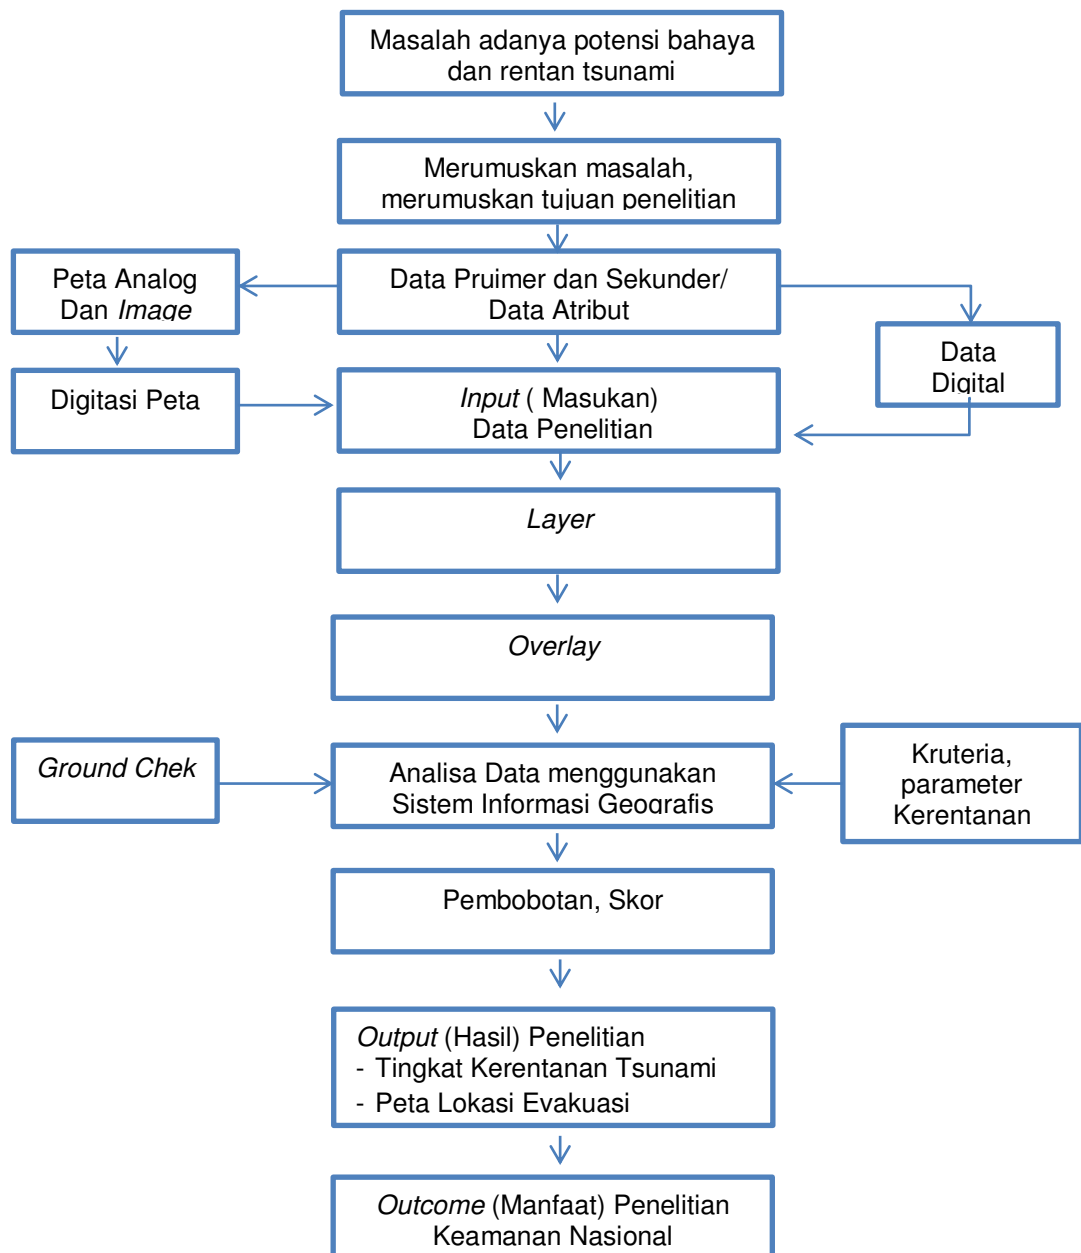 Masalah adanya potensi bahaya
dan rentan tsunami
Merumuskan masalah,
merumuskan tujuan penelitian
Peta Analog
Dan Image
Data Pruimer dan Sekunder/
Data Atribut
Data
Digital
Digitasi Peta
Input ( Masukan)
Data Penelitian
Layer
Overlay
Ground Chek
Analisa Data menggunakan
Sistem Informasi Geografis
Kruteria,
parameter
Kerentanan
Pembobotan, Skor
Output (Hasil) Penelitian
- Tingkat Kerentanan Tsunami
- Peta Lokasi Evakuasi
Outcome (Manfaat) Penelitian
Keamanan Nasional